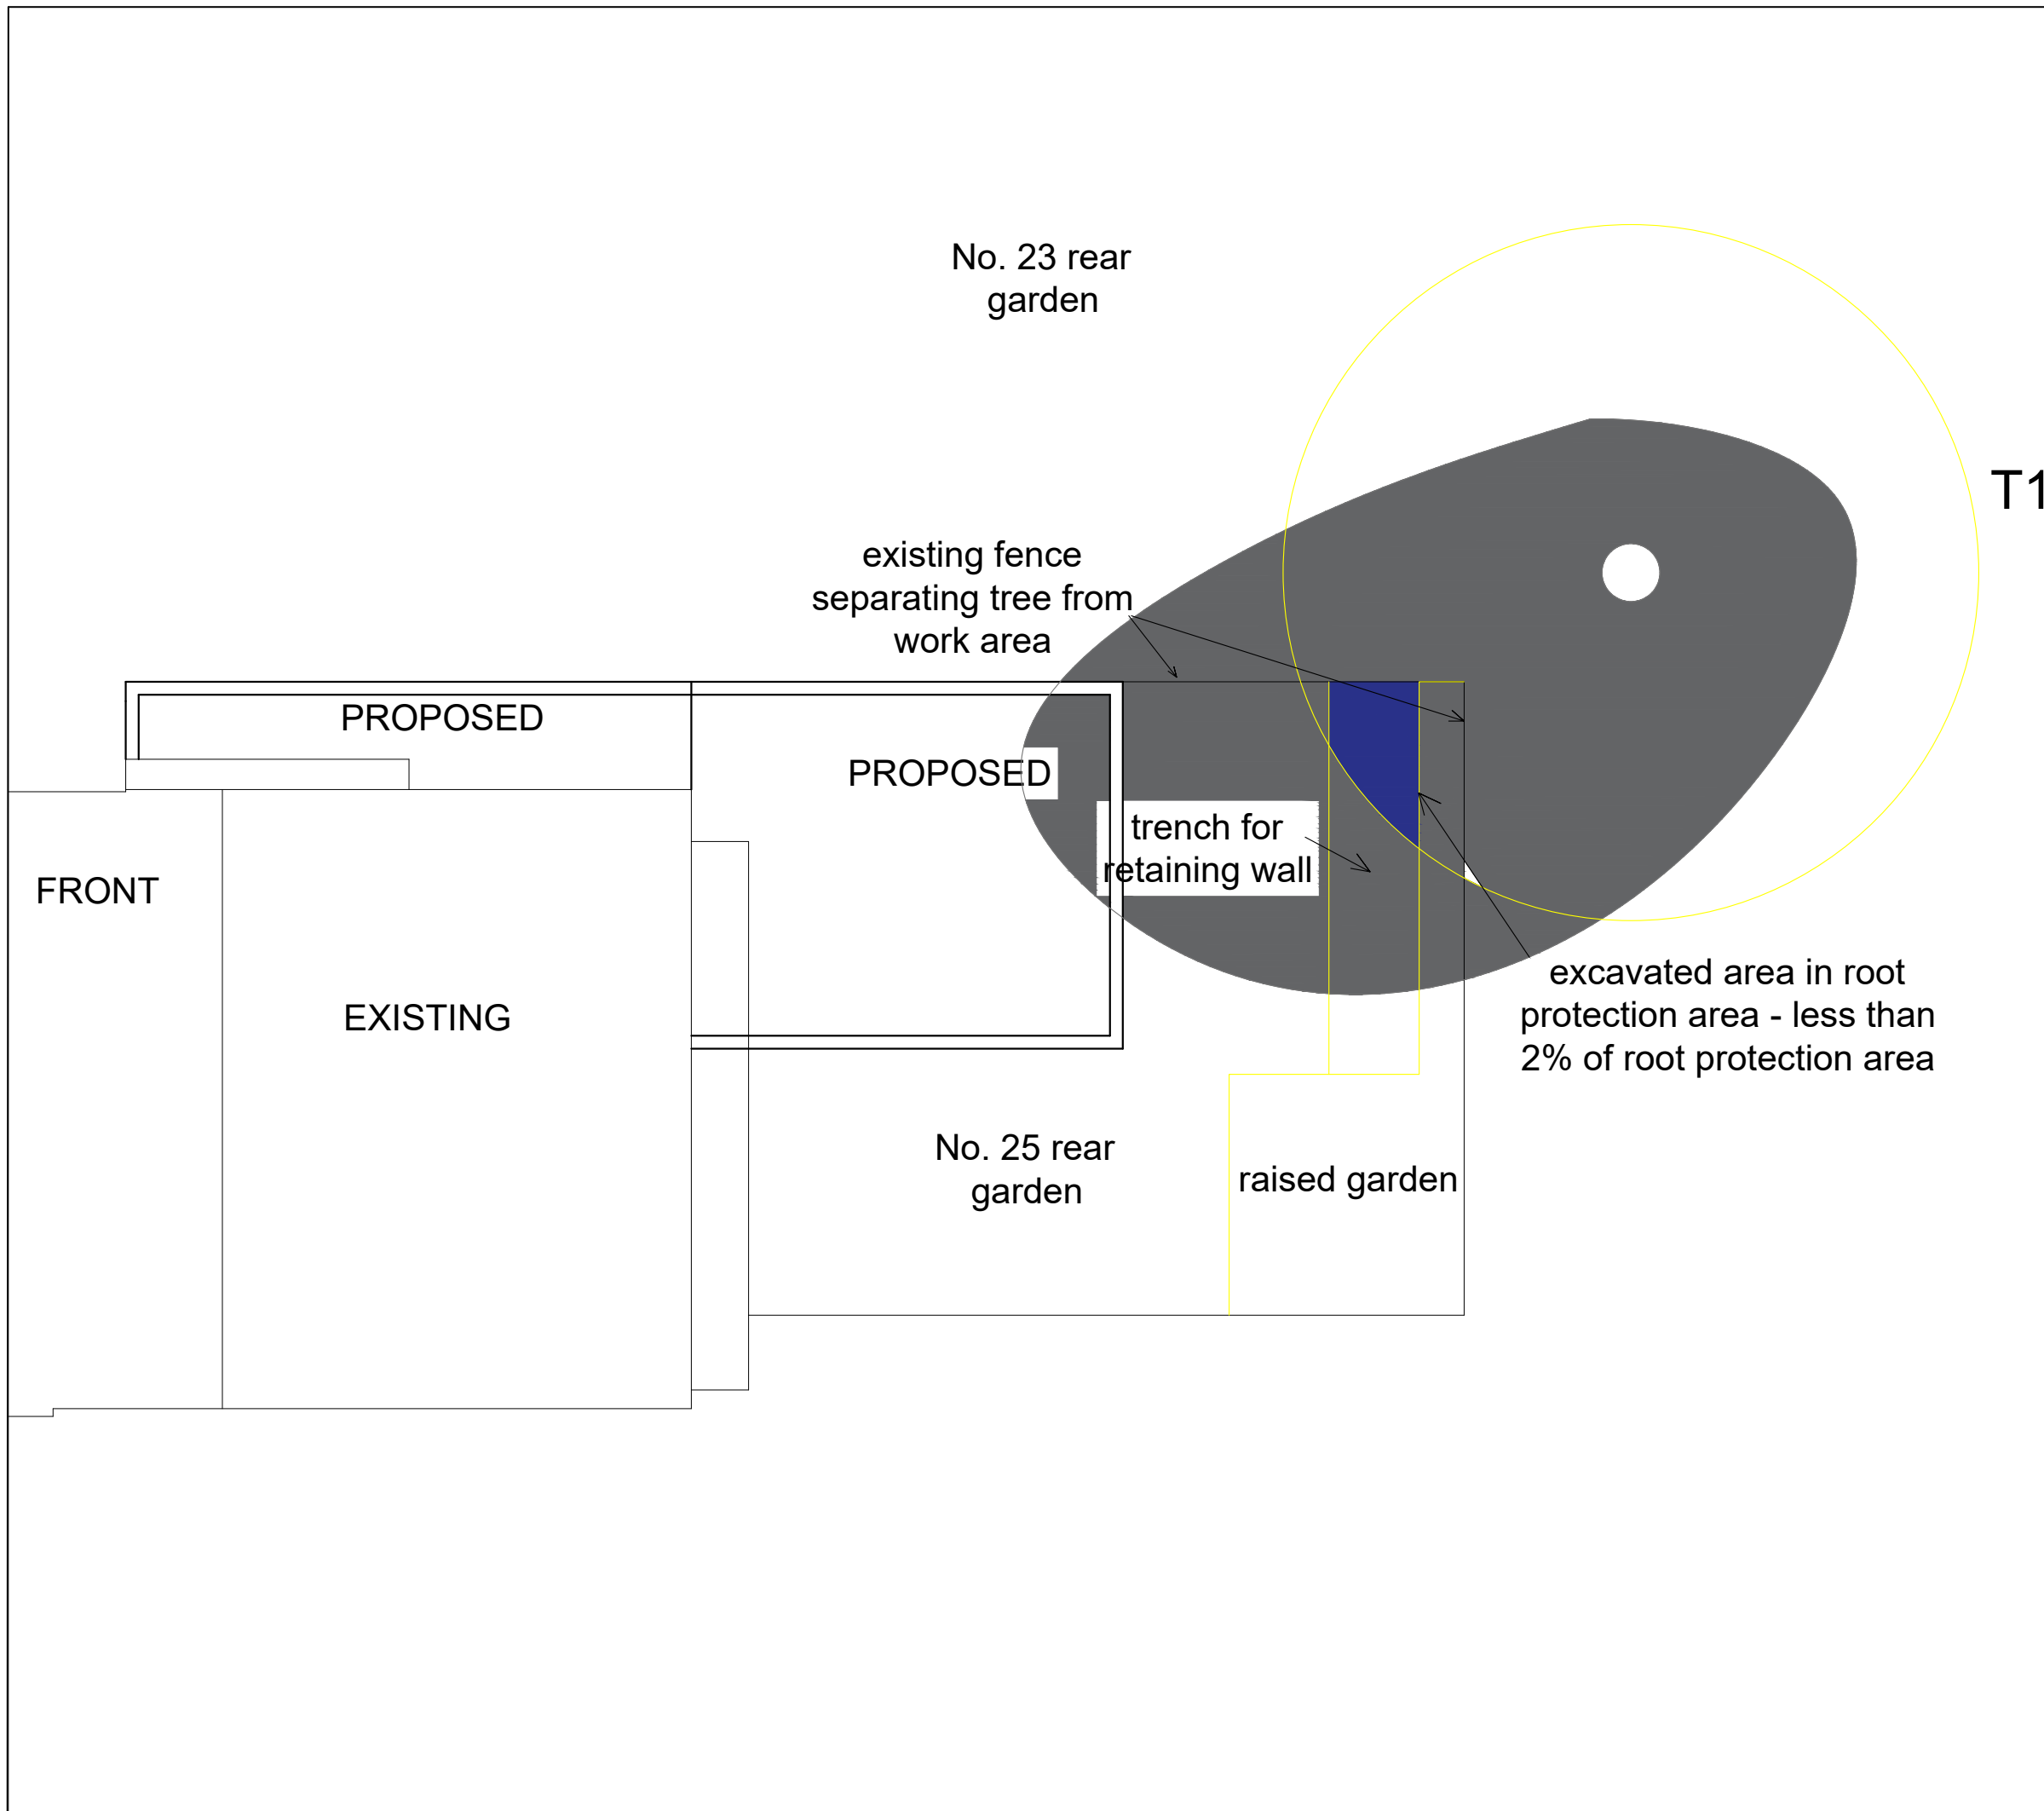 No. 23 rear
garden
T1
existing fence
separating tree from
work area
PROPOSED
PROPOSED
trench for
retaining wall
FRONT
excavated area in root
protection area - less than
2% of root protection area
EXISTING
No. 25 rear
garden
raised garden